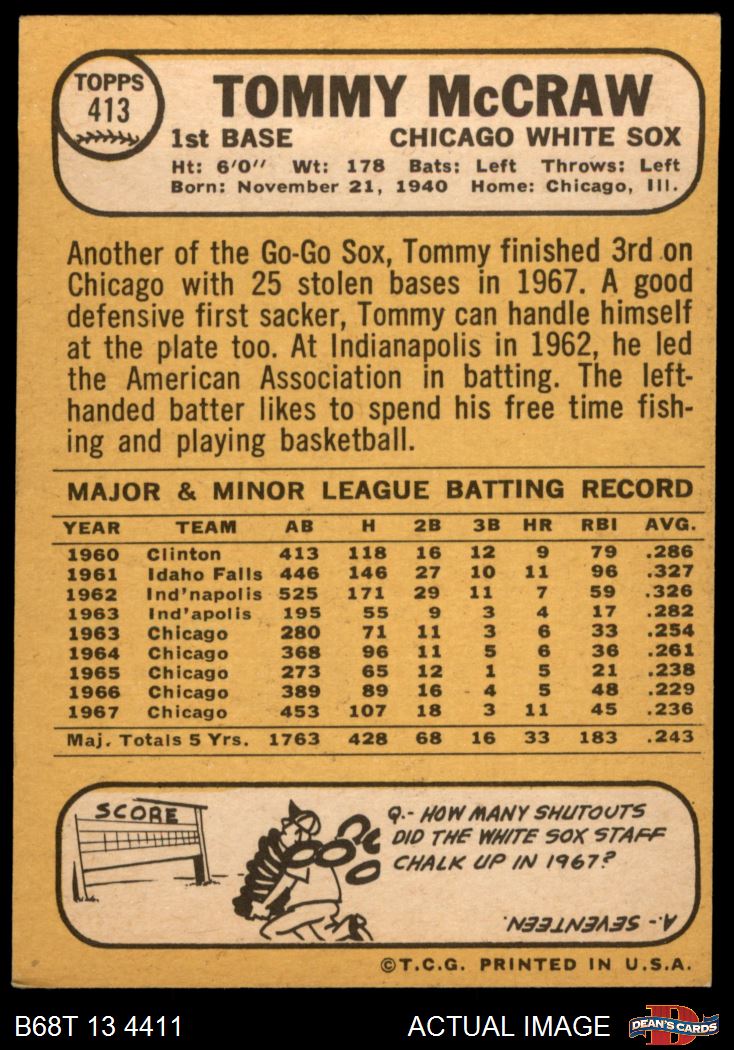 TOPPS
413
TOMMY McCRAW
1st BASE CHICAGO WHITE SOX
Ht: 6'0" Wt: 178 Bats: Left Throws: Left
Born: November 21, 1940 Home: Chicago, Ill.
Another of the Go-Go Sox, Tommy finished 3rd on
Chicago with 25 stolen bases in 1967. A good
defensive first sacker, Tommy can handle himself
at the plate too. At Indianapolis in 1962, he led
the American Association in batting. The left-
handed batter likes to spend his free time fish-
ing and playing basketball.
MAJOR & MINOR LEAGUE BATTING RECORD
YEAR TEAM AB H 2B 3B HR RBI AVG.
1960 Clinton 413 118 16 12 9 79 .286
1961 Idaho Falls 446 146 27 10 11 96 .327
1962 Ind'napolis 525 171 29 11 7 59 .326
1963 Ind'apolis 195 55 9 3 4 17 .282
1963 Chicago 280 71 11 3 6 33 .254
1964 Chicago 368 96 11 5 6 36 .261
1965 Chicago 273 65 12 1 5 21 .238
1966 Chicago 389 89 16 4 5 48 .229
1967 Chicago 453 107 18 3 11 45 .236
Maj. Totals 5 Yrs. 1763 428 68 16 33 183 .243
SCORE
Q.- HOW MANY SHUTOUTS
DID THE WHITE SOX STAFF
CHALK UP IN 1967?
A.- SEVENTEEN.
©T.C.G. PRINTED IN U.S.A.
B68T 13 4411 ACTUAL IMAGE
D
DEAN'S CARDS